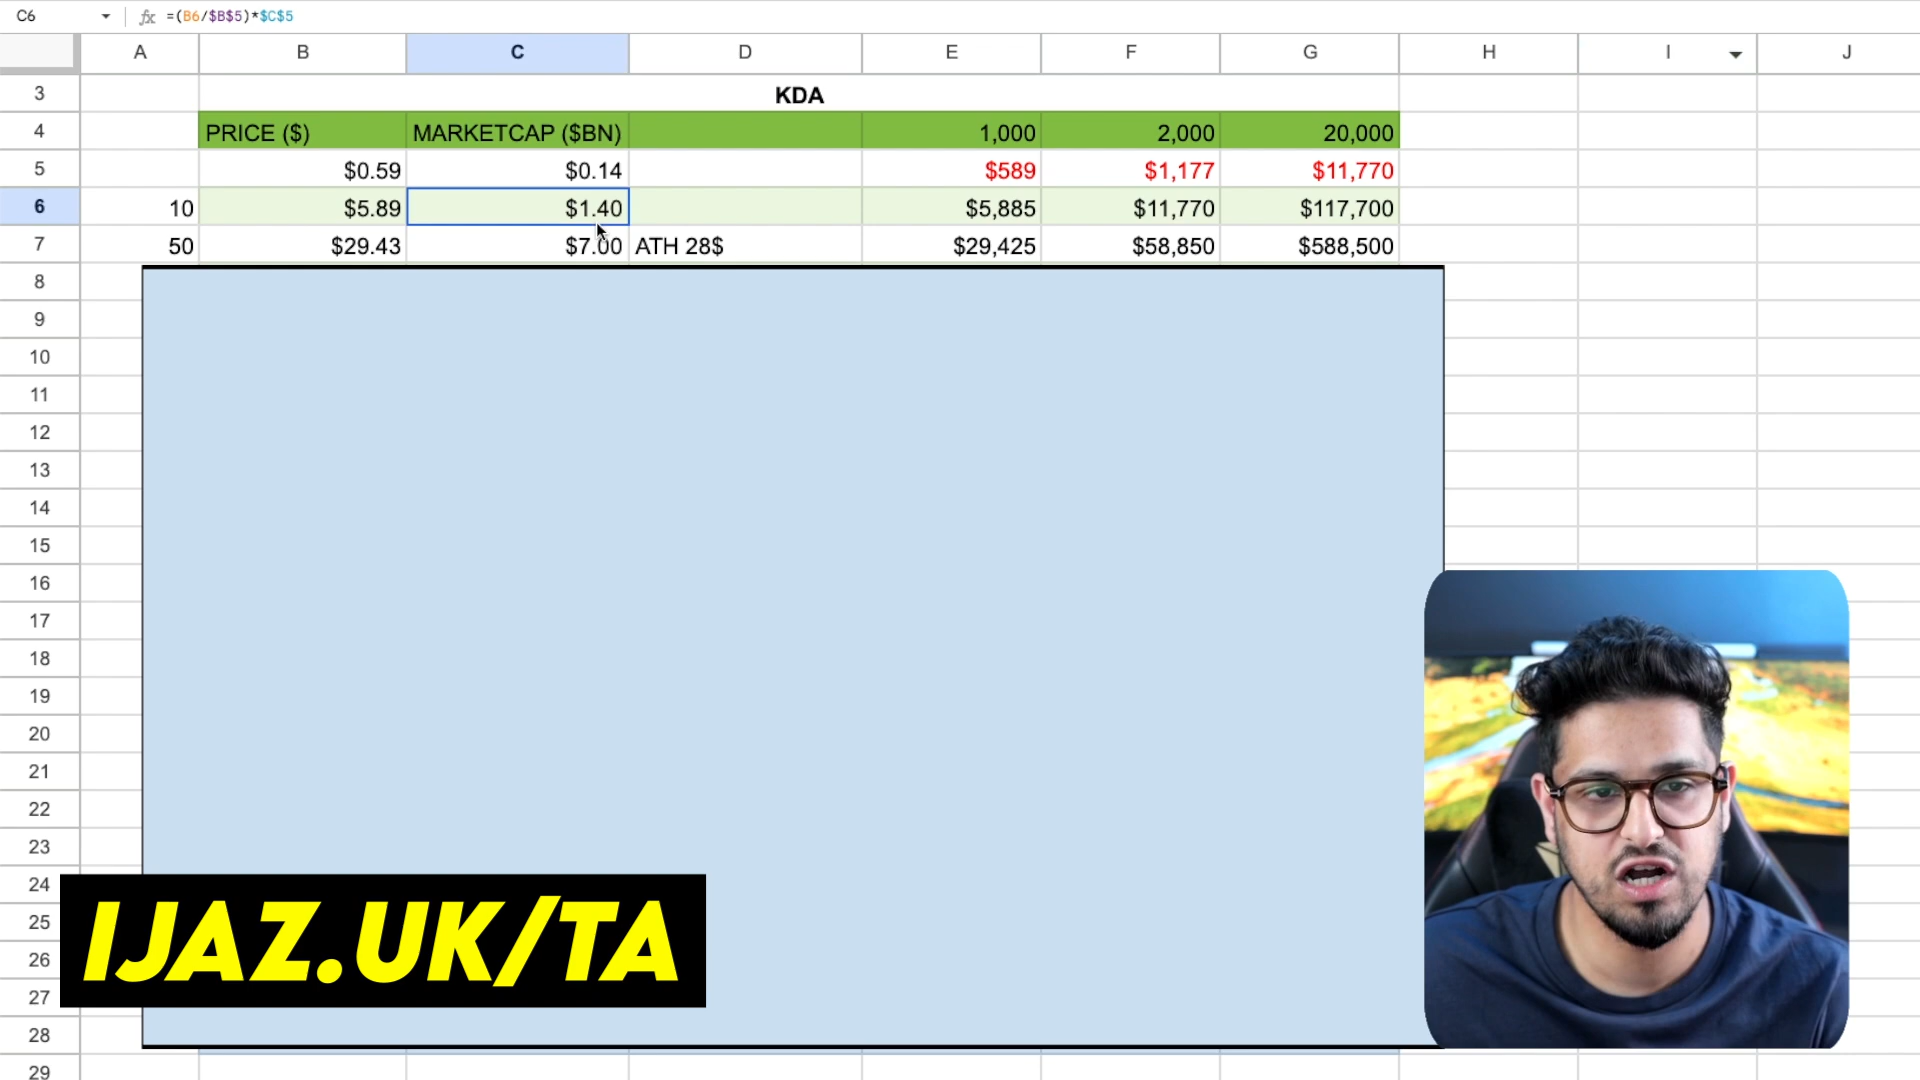 C6 fx =(B6/$B$5)*$C$5
A B C D E F G H I J
3 KDA
4 PRICE ($) MARKETCAP ($BN) 1,000 2,000 20,000
5 $0.59 $0.14 $589 $1,177 $11,770
6 10 $5.89 $1.40 $5,885 $11,770 $117,700
7 50 $29.43 $7.00 ATH 28$ $29,425 $58,850 $588,500
8
9
10
11
12
13
14
15
16
17
18
19
20
21
22
23
24
25
26
27
28
29
IJAZ.UK/TA